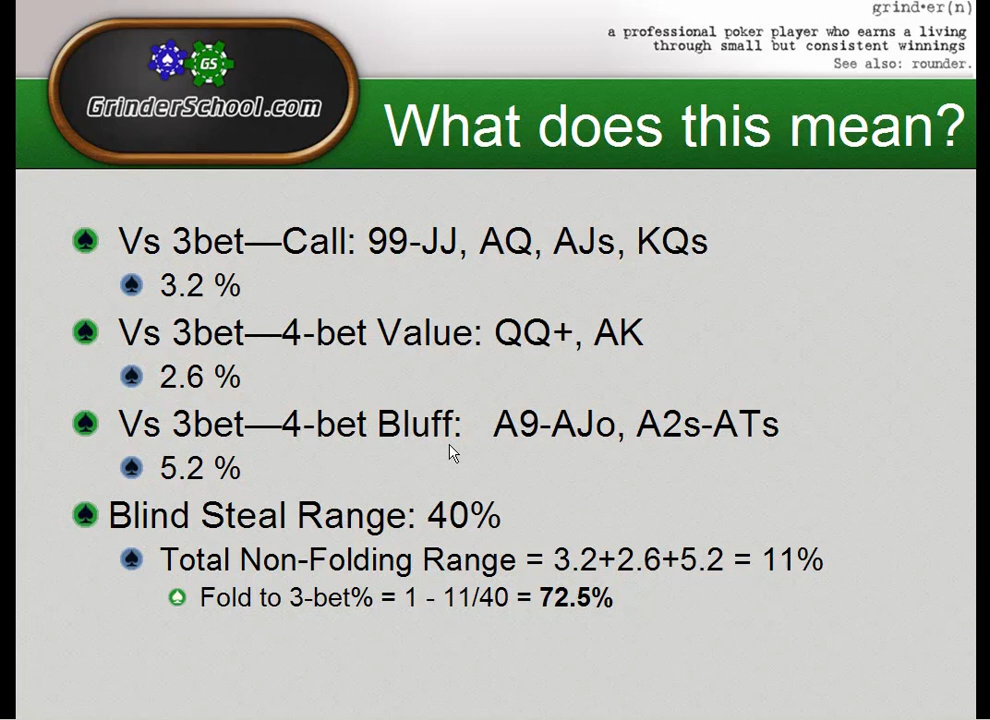 grind•er(n)
a professional poker player who earns a living
through small but consistent winnings
See also: rounder.
GS
GrinderSchool.com
What does this mean?
Vs 3bet—Call: 99-JJ, AQ, AJs, KQs
3.2 %
Vs 3bet—4-bet Value: QQ+, AK
2.6 %
Vs 3bet—4-bet Bluff: A9-AJo, A2s-ATs
5.2 %
Blind Steal Range: 40%
Total Non-Folding Range = 3.2+2.6+5.2 = 11%
Fold to 3-bet% = 1 - 11/40 = 72.5%